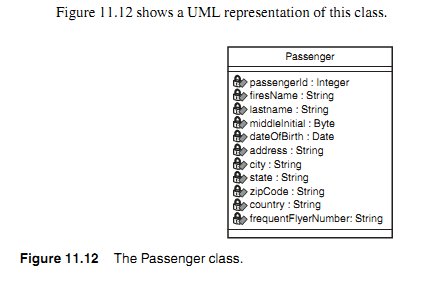 Figure 11.12 shows a UML representation of this class.
Passenger
passengerId : Integer
firesName : String
lastname : String
middleInitial : Byte
dateOfBirth : Date
address : String
city : String
state : String
zipCode : String
country : String
frequentFlyerNumber: String
Figure 11.12 The Passenger class.